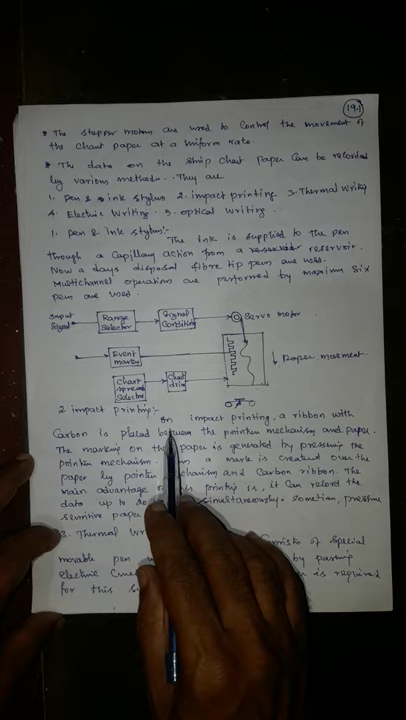 19.1
* The stepper motors are used to control the movement of
the chart paper at a uniform rate.
* The data on the strip chart paper can be recorded
by various methods. They are
1. Pen & ink stylus 2. impact printing 3. Thermal writing
4. Electric writing. 5. optical writing.
1. Pen & ink stylus:-
The ink is supplied to the pen
through a capillary action from a reservoir.
Now a days disposal fibre tip pens are used.
Multichannel operation are performed by maximum six
pens are used.
Input signal
Range Selector
Signal Condition
Servo motor
Event marker
↓ Paper movement
Chart speed Selector
Chart drive
2 impact printing:-
In impact printing, a ribbon with
Carbon is placed between the pointer mechanism and paper.
The marking on the paper is generated by pressing the
pointer mechanism. a mark is created over the
paper by pointer mechanism and Carbon ribbon. The
main advantage printing is, it can record the
data up to simultaneously. Sometim, pressure
sensitive paper
3. Thermal Consists of special
movable pen by passing
electric is required
for this